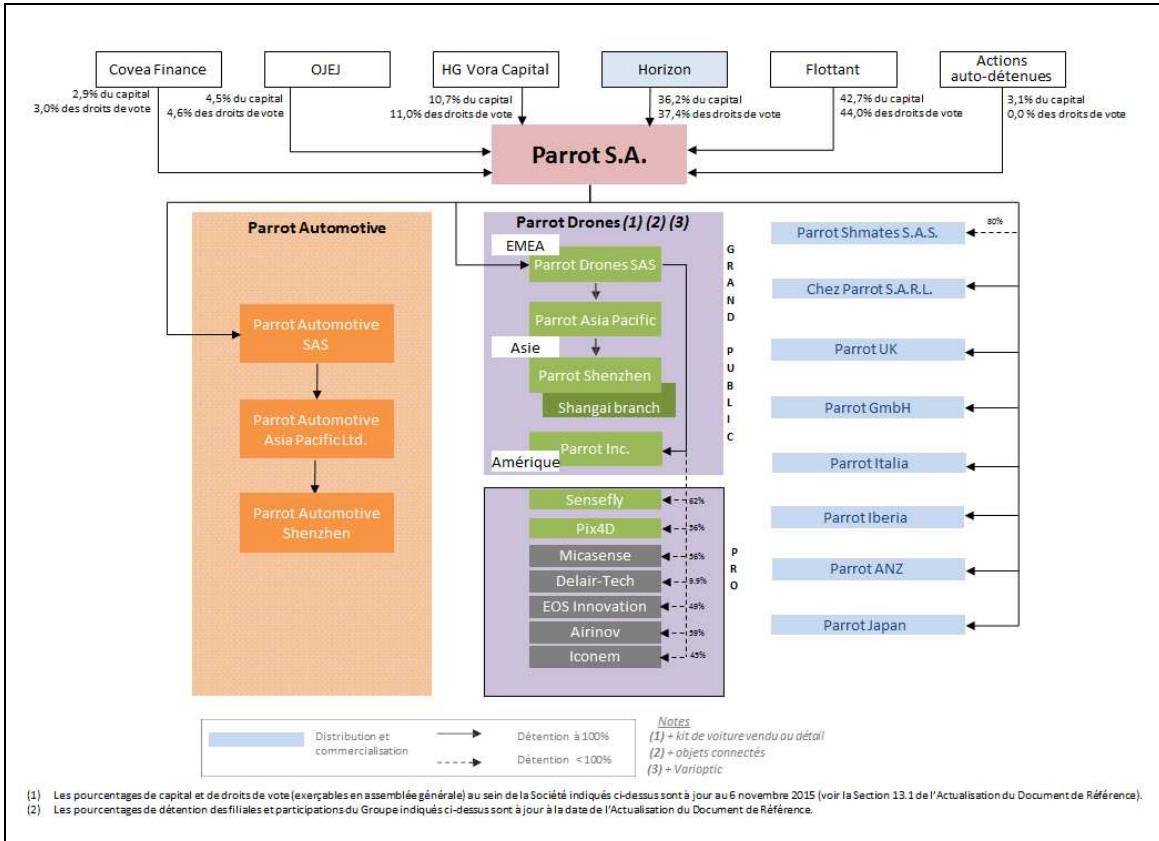 Covea Finance
OJEJ
HG Vora Capital
Horizon
Flottant
Actions
auto-détenues
2,9% du capital
3,0% des droits de vote
4,5% du capital
4,6% des droits de vote
10,7% du capital
11,0% des droits de vote
36,2% du capital
37,4% des droits de vote
42,7% du capital
44,0% des droits de vote
3,1% du capital
0,0 % des droits de vote
Parrot S.A.
Parrot Automotive
Parrot Automotive
SAS
Parrot Automotive
Asia Pacific Ltd.
Parrot Automotive
Shenzhen
Parrot Drones (1) (2) (3)
EMEA
Parrot Drones SAS
Parrot Asia Pacific
Asie
Parrot Shenzhen
Shangai branch
Parrot Inc.
Amérique
GRAND PUBLIC
Sensefly
62%
Pix4D
56%
Micasense
56%
Delair-Tech
9.9%
EOS Innovation
49%
Airinov
59%
Iconem
45%
PRO
Parrot Shmates S.A.S.
80%
Chez Parrot S.A.R.L.
Parrot UK
Parrot GmbH
Parrot Italia
Parrot Iberia
Parrot ANZ
Parrot Japan
Distribution et
commercialisation
Détention à 100%
Détention <100%
Notes
(1) + kit de voiture vendu au détail
(2) + objets connectés
(3) + Varioptic
(1) Les pourcentages de capital et de droits de vote (exerçables en assemblée générale) au sein de la Société indiqués ci-dessus sont à jour au 6 novembre 2015 (voir la Section 13.1 de l'Actualisation du Document de Référence).
(2) Les pourcentages de détention des filiales et participations du Groupe indiqués ci-dessus sont à jour à la date de l'Actualisation du Document de Référence.